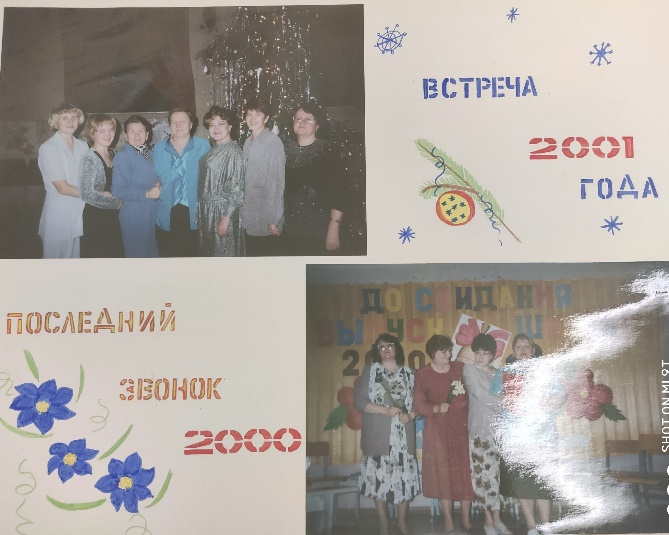 ВСТРЕЧА
2001
ГОДА
ПОСЛЕДНИЙ
ЗВОНОК
2000
ДО СВИДАНИЯ
SHOT ON MI 9T